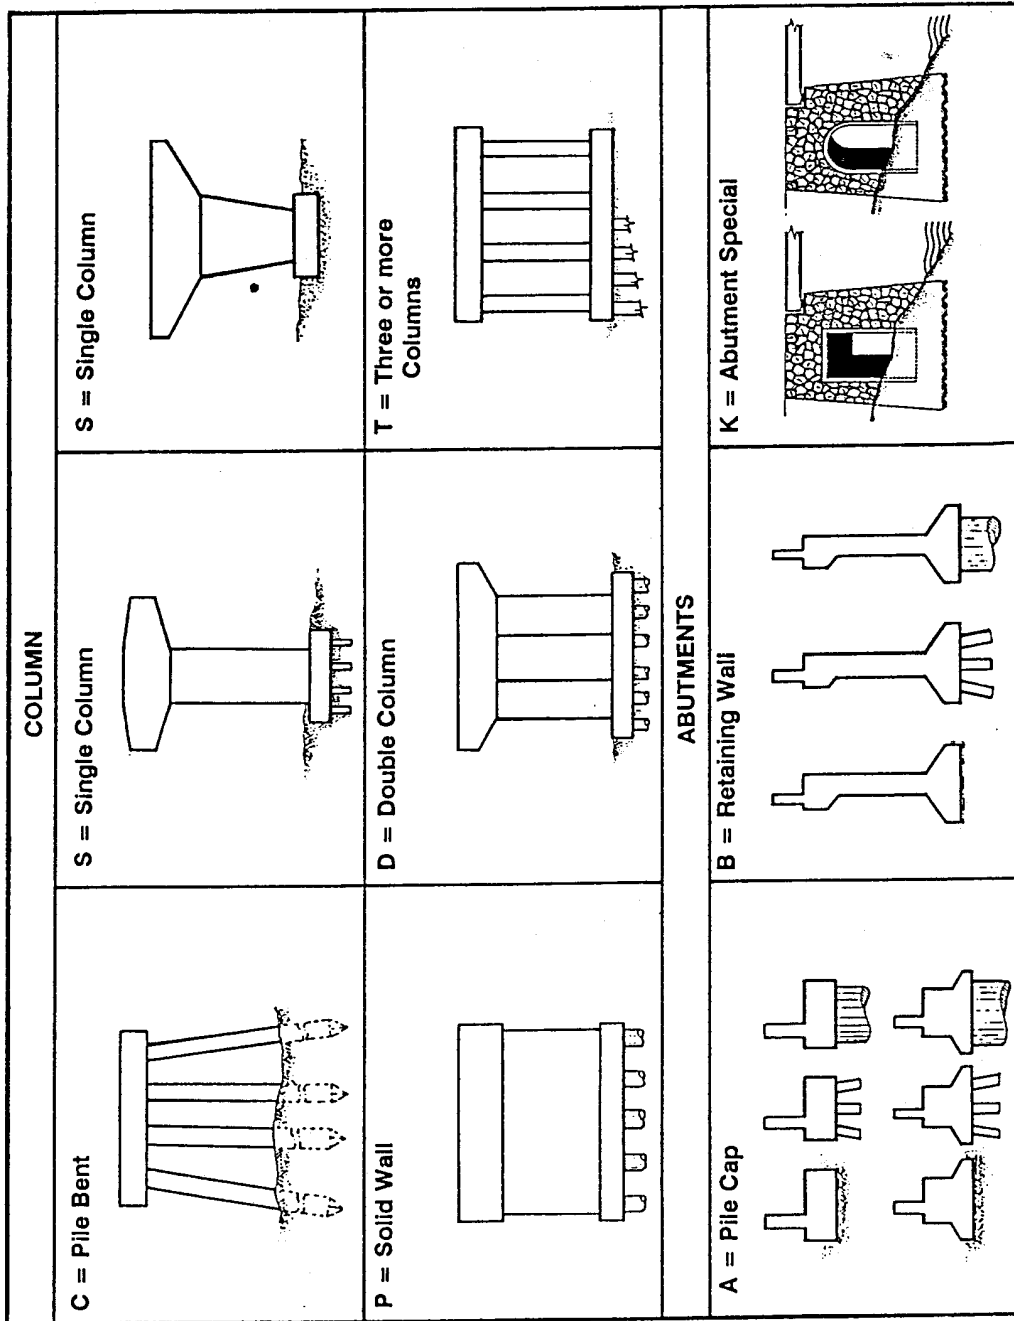 COLUMN
C = Pile Bent
S = Single Column
S = Single Column
P = Solid Wall
D = Double Column
T = Three or more
Columns
ABUTMENTS
A = Pile Cap
B = Retaining Wall
K = Abutment Special